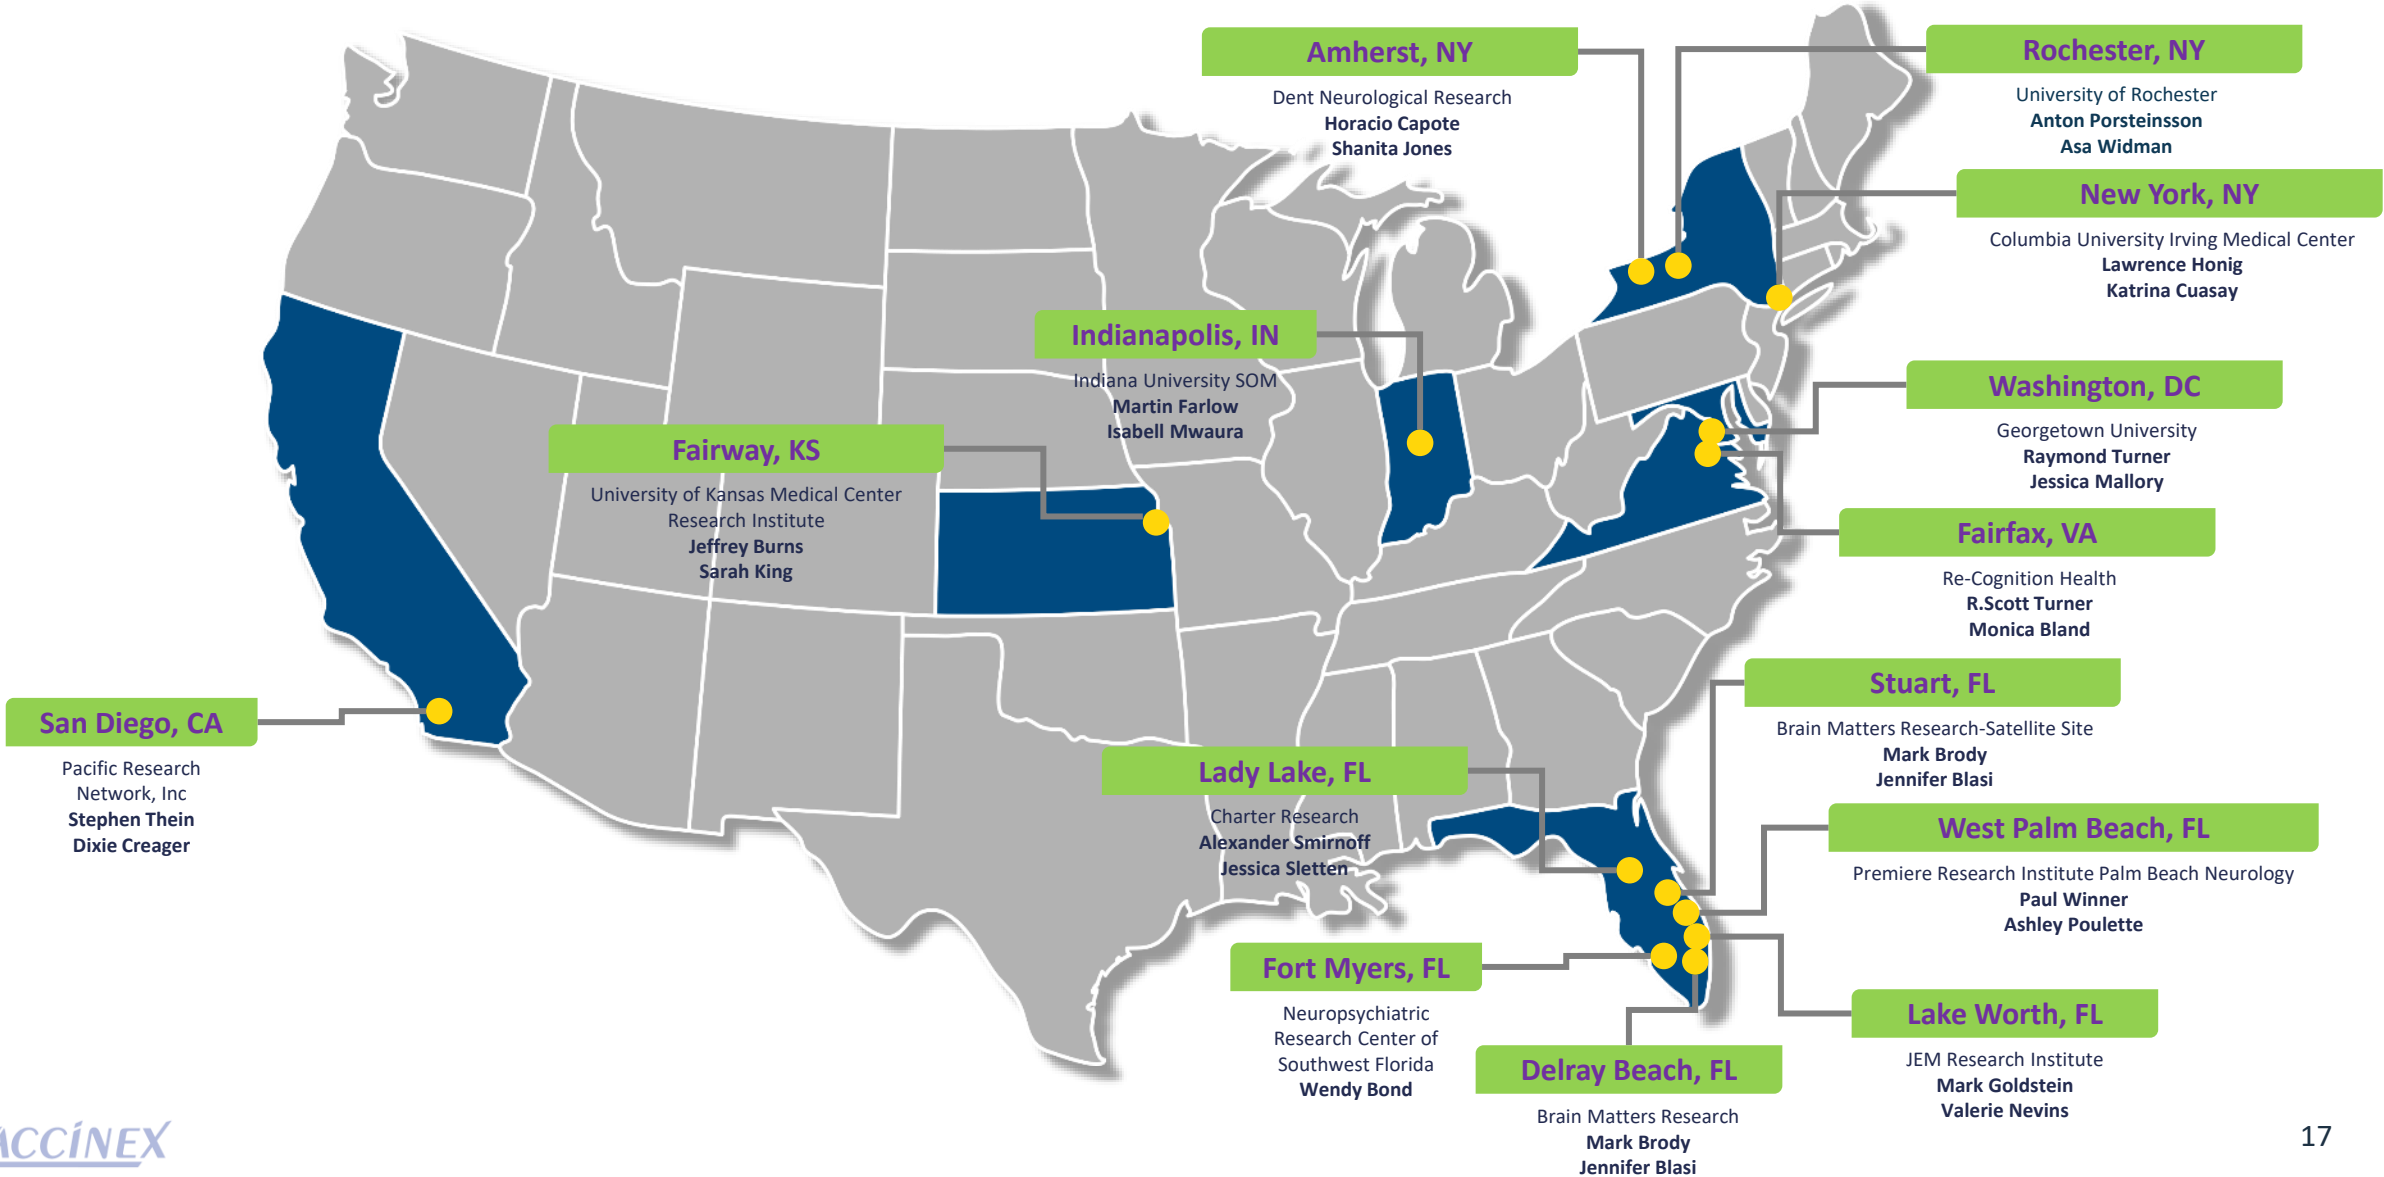 Amherst, NY
Dent Neurological Research
Horacio Capote
Shanita Jones
Rochester, NY
University of Rochester
Anton Porsteinsson
Asa Widman
New York, NY
Columbia University Irving Medical Center
Lawrence Honig
Katrina Cuasay
Indianapolis, IN
Indiana University SOM
Martin Farlow
Isabell Mwaura
Washington, DC
Georgetown University
Raymond Turner
Jessica Mallory
Fairway, KS
University of Kansas Medical Center
Research Institute
Jeffrey Burns
Sarah King
Fairfax, VA
Re-Cognition Health
R.Scott Turner
Monica Bland
San Diego, CA
Pacific Research
Network, Inc
Stephen Thein
Dixie Creager
Stuart, FL
Brain Matters Research-Satellite Site
Mark Brody
Jennifer Blasi
Lady Lake, FL
Charter Research
Alexander Smirnoff
Jessica Sletten
West Palm Beach, FL
Premiere Research Institute Palm Beach Neurology
Paul Winner
Ashley Poulette
Fort Myers, FL
Neuropsychiatric
Research Center of
Southwest Florida
Wendy Bond
Lake Worth, FL
JEM Research Institute
Mark Goldstein
Valerie Nevins
Delray Beach, FL
Brain Matters Research
Mark Brody
Jennifer Blasi
ACCINEX
17